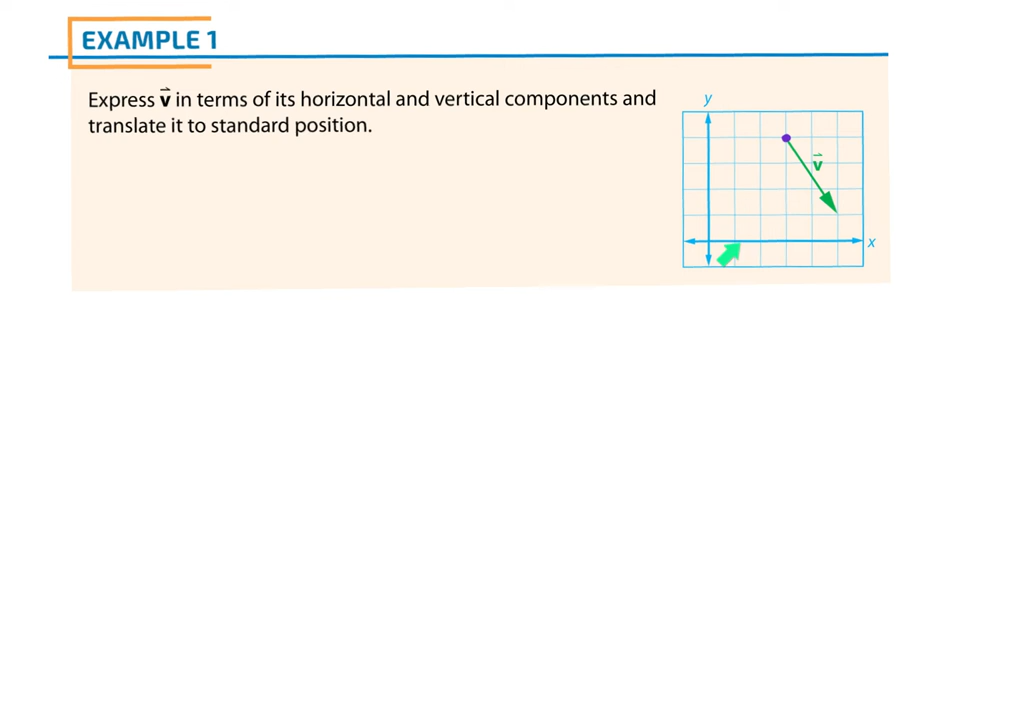 EXAMPLE 1
Express v⃗ in terms of its horizontal and vertical components and
translate it to standard position.
y
v⃗
x